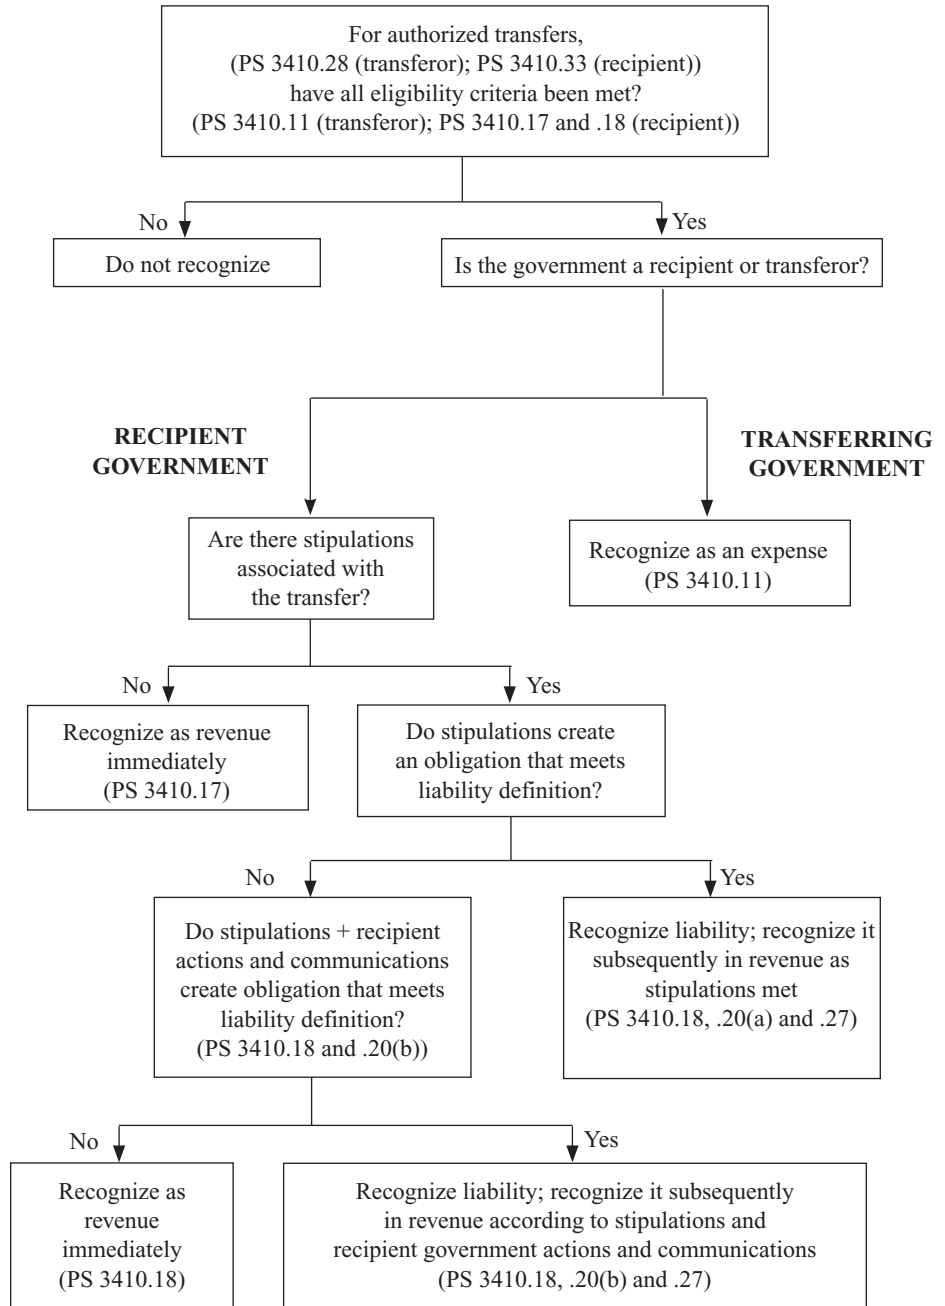 For authorized transfers,
(PS 3410.28 (transferor); PS 3410.33 (recipient))
have all eligibility criteria been met?
(PS 3410.11 (transferor); PS 3410.17 and .18 (recipient))
No
Yes
Do not recognize
Is the government a recipient or transferor?
RECIPIENT
GOVERNMENT
TRANSFERRING
GOVERNMENT
Are there stipulations
associated with
the transfer?
Recognize as an expense
(PS 3410.11)
No
Yes
Recognize as revenue
immediately
(PS 3410.17)
Do stipulations create
an obligation that meets
liability definition?
No
Yes
Do stipulations + recipient
actions and communications
create obligation that meets
liability definition?
(PS 3410.18 and .20(b))
Recognize liability; recognize it
subsequently in revenue as
stipulations met
(PS 3410.18, .20(a) and .27)
No
Yes
Recognize as
revenue
immediately
(PS 3410.18)
Recognize liability; recognize it subsequently
in revenue according to stipulations and
recipient government actions and communications
(PS 3410.18, .20(b) and .27)